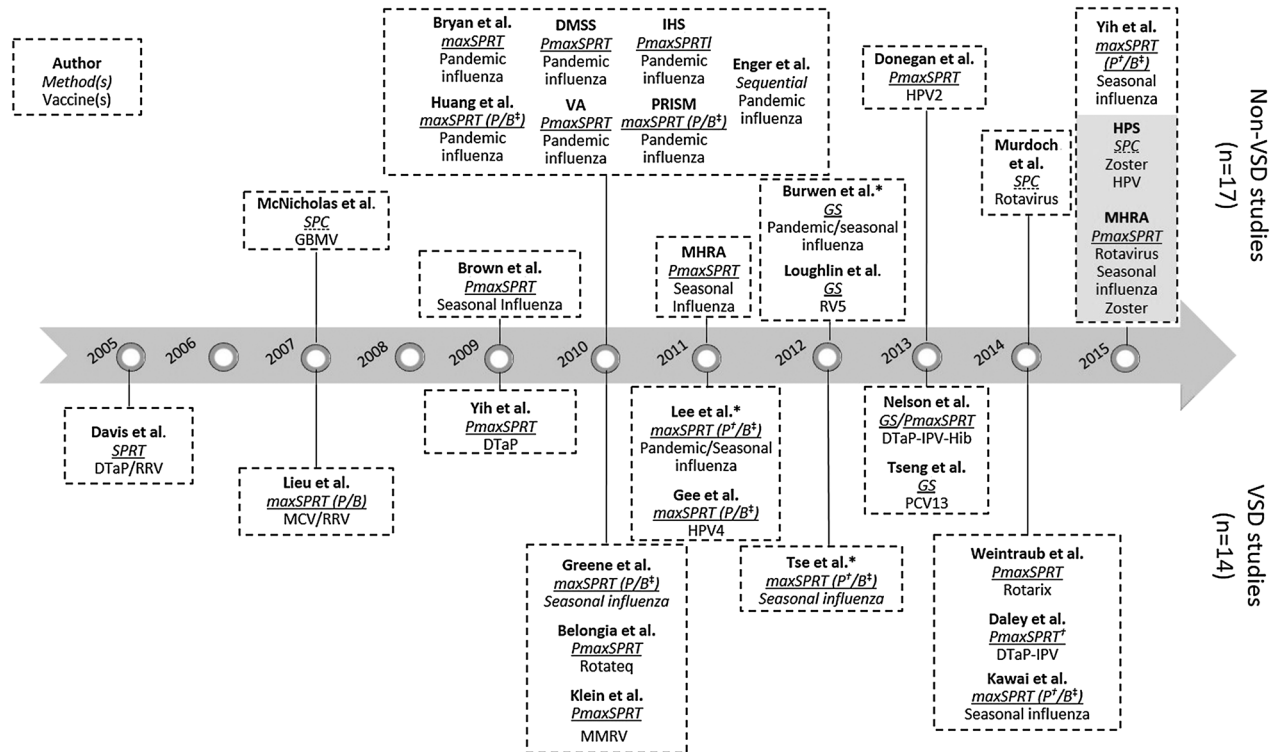 Author
Method(s)
Vaccine(s)
Bryan et al.
maxSPRT
Pandemic
influenza
DMSS
PmaxSPRT
Pandemic
influenza
IHS
PmaxSPRTl
Pandemic
influenza
Enger et al.
Sequential
Pandemic
influenza
Huang et al.
maxSPRT (P/B‡)
Pandemic
influenza
VA
PmaxSPRT
Pandemic
influenza
PRISM
maxSPRT (P/B‡)
Pandemic
influenza
McNicholas et al.
SPC
GBMV
Brown et al.
PmaxSPRT
Seasonal Influenza
MHRA
PmaxSPRT
Seasonal
Influenza
Burwen et al.*
GS
Pandemic/seasonal
influenza
Loughlin et al.
GS
RV5
Donegan et al.
PmaxSPRT
HPV2
Murdoch
et al.
SPC
Rotavirus
Yih et al.
maxSPRT
(P†/B‡)
Seasonal
influenza
HPS
SPC
Zoster
HPV
MHRA
PmaxSPRT
Rotavirus
Seasonal
influenza
Zoster
Non-VSD studies
(n=17)
2005
2006
2007
2008
2009
2010
2011
2012
2013
2014
2015
Davis et al.
SPRT
DTaP/RRV
Lieu et al.
maxSPRT (P/B)
MCV/RRV
Yih et al.
PmaxSPRT
DTaP
Greene et al.
maxSPRT (P/B‡)
Seasonal influenza
Belongia et al.
PmaxSPRT
Rotateq
Klein et al.
PmaxSPRT
MMRV
Lee et al.*
maxSPRT (P†/B‡)
Pandemic/Seasonal
influenza
Gee et al.
maxSPRT (P/B‡)
HPV4
Tse et al.*
maxSPRT (P†/B‡)
Seasonal influenza
Nelson et al.
GS/PmaxSPRT
DTaP-IPV-Hib
Tseng et al.
GS
PCV13
Weintraub et al.
PmaxSPRT
Rotarix
Daley et al.
PmaxSPRT†
DTaP-IPV
Kawai et al.
maxSPRT (P†/B‡)
Seasonal influenza
VSD studies
(n=14)